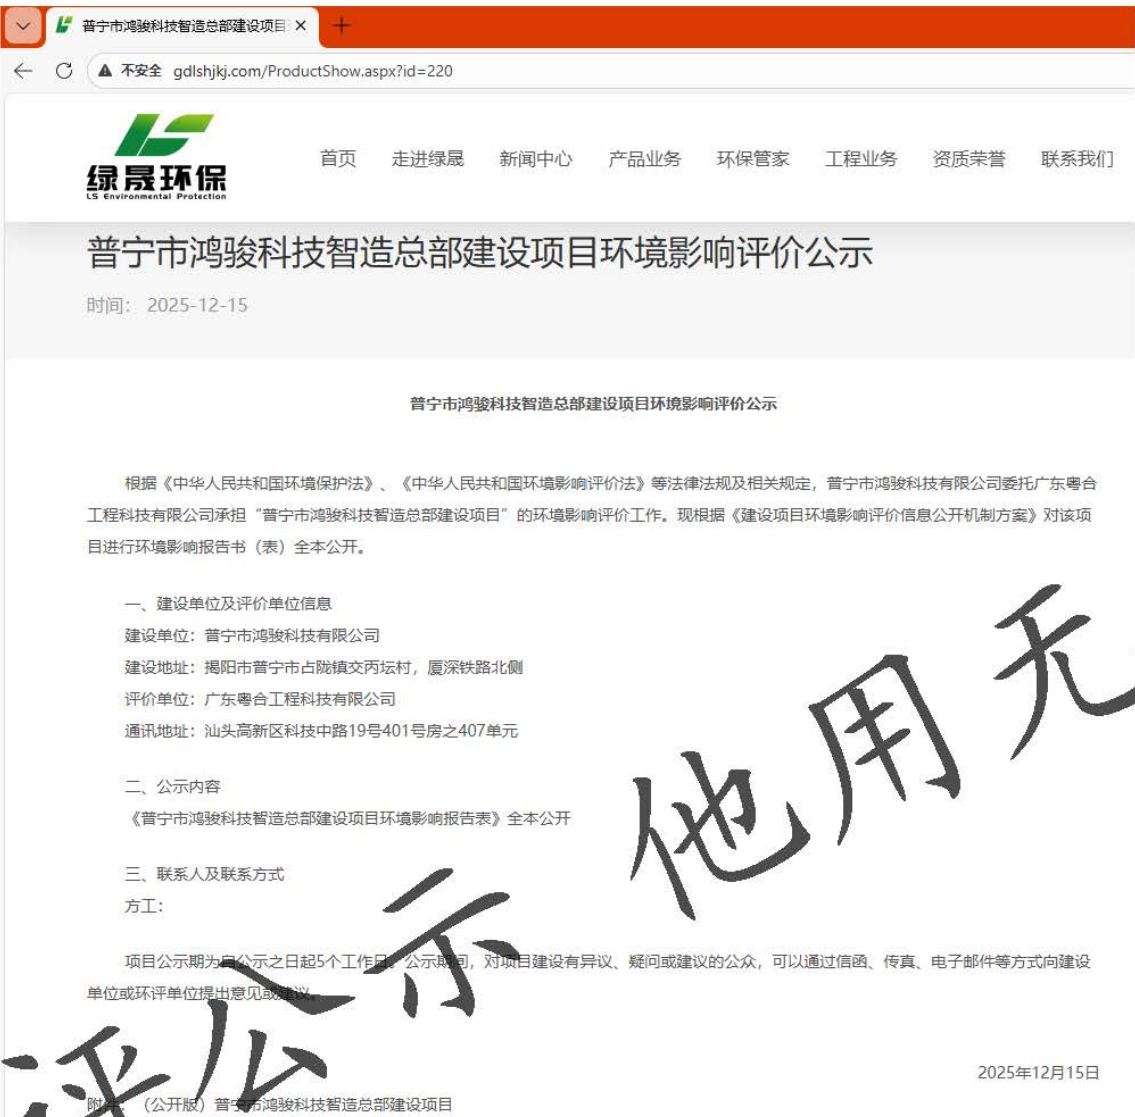 普宁市鸿骏科技智造总部建设项目
不安全 gdlshjkj.com/ProductShow.aspx?id=220
绿晟环保
LS Environmental Protection
首页 走进绿晟 新闻中心 产品业务 环保管家 工程业务 资质荣誉 联系我们
普宁市鸿骏科技智造总部建设项目环境影响评价公示
时间： 2025-12-15
普宁市鸿骏科技智造总部建设项目环境影响评价公示
根据《中华人民共和国环境保护法》、《中华人民共和国环境影响评价法》等法律法规及相关规定，普宁市鸿骏科技有限公司委托广东粤合
工程科技有限公司承担“普宁市鸿骏科技智造总部建设项目”的环境影响评价工作。现根据《建设项目环境影响评价信息公开机制方案》对该项
目进行环境影响报告书（表）全本公开。
一、建设单位及评价单位信息
建设单位：普宁市鸿骏科技有限公司
建设地址：揭阳市普宁市占陇镇交丙坛村，厦深铁路北侧
评价单位：广东粤合工程科技有限公司
通讯地址：汕头高新区科技中路19号401号房之407单元
二、公示内容
《普宁市鸿骏科技智造总部建设项目环境影响报告表》全本公开
三、联系人及联系方式
方工：
项目公示期为自公示之日起5个工作日。公示期间，对项目建设有异议、疑问或建议的公众，可以通过信函、传真、电子邮件等方式向建设
单位或环评单位提出意见或建议。
2025年12月15日
附件：（公开版）普宁市鸿骏科技智造总部建设项目
评公示 他用无